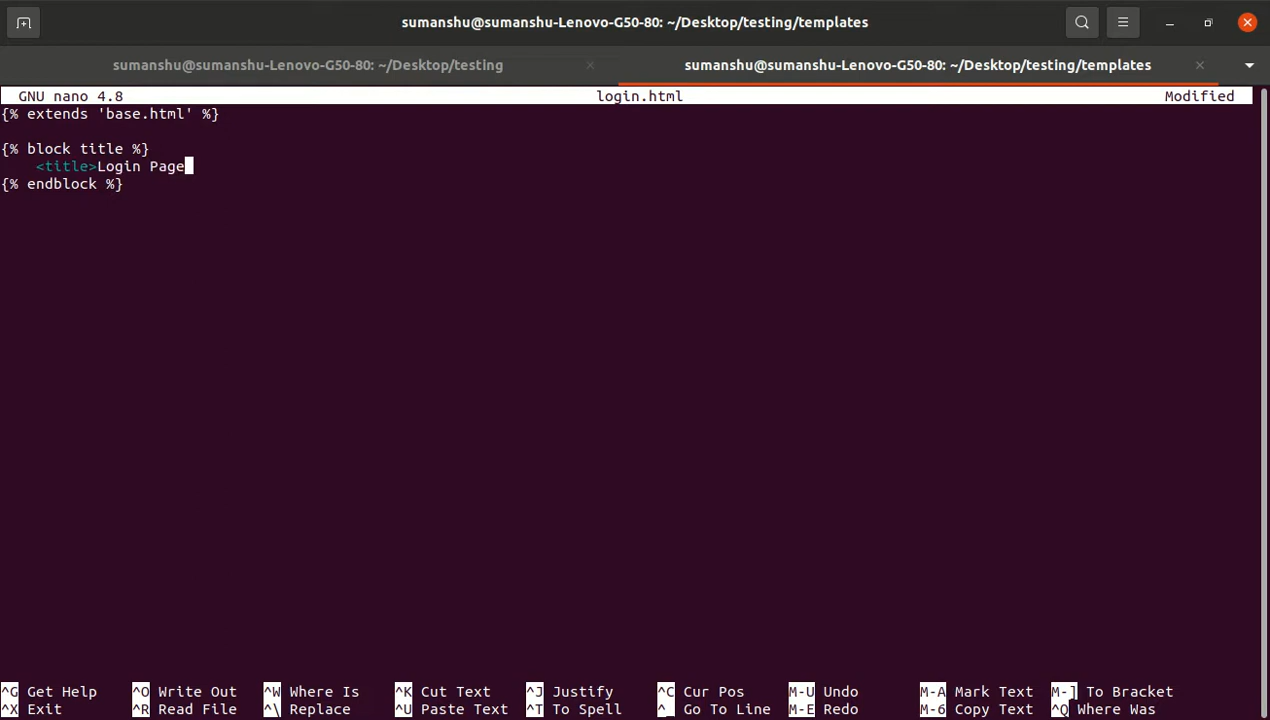 sumanshu@sumanshu-Lenovo-G50-80: ~/Desktop/testing/templates
sumanshu@sumanshu-Lenovo-G50-80: ~/Desktop/testing
sumanshu@sumanshu-Lenovo-G50-80: ~/Desktop/testing/templates
GNU nano 4.8 login.html Modified
{% extends 'base.html' %}
{% block title %}
<title>Login Page
{% endblock %}
^G Get Help ^O Write Out ^W Where Is ^K Cut Text ^J Justify ^C Cur Pos M-U Undo M-A Mark Text M-] To Bracket
^X Exit ^R Read File ^\ Replace ^U Paste Text ^T To Spell ^_ Go To Line M-E Redo M-6 Copy Text ^Q Where Was